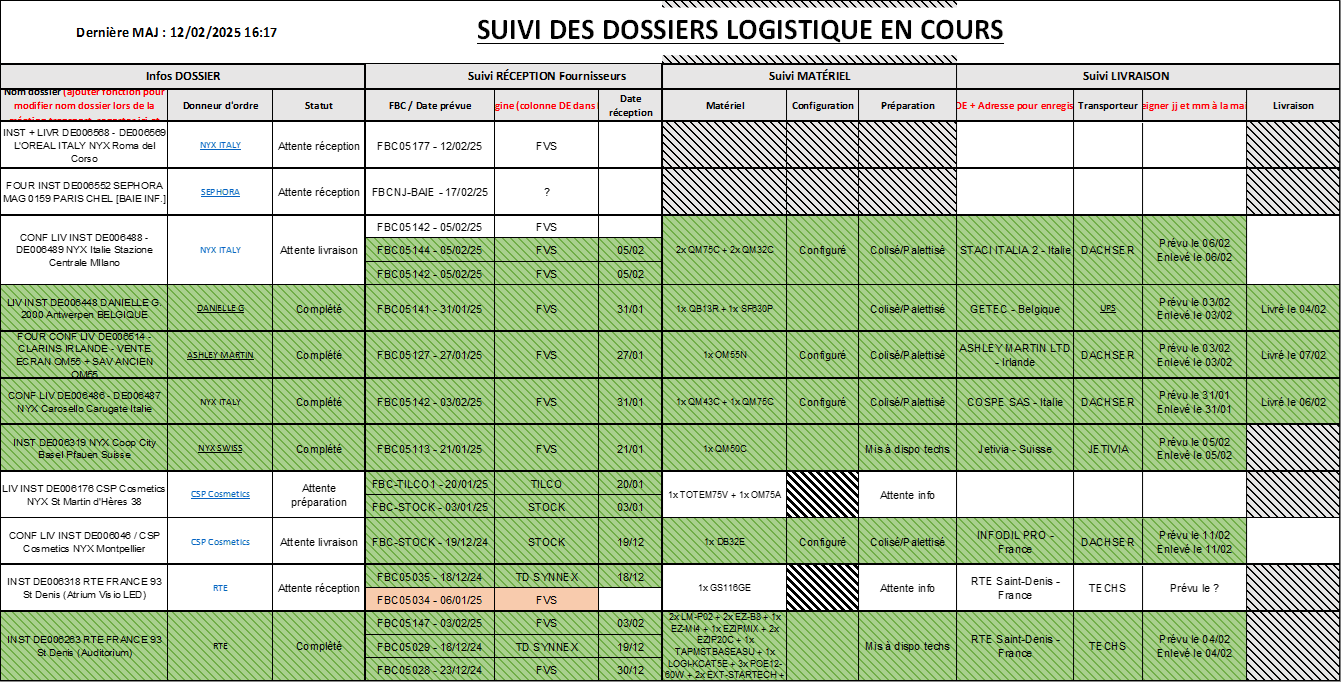 Dernière MAJ : 12/02/2025 16:17
SUIVI DES DOSSIERS LOGISTIQUE EN COURS
Infos DOSSIER
Suivi RÉCEPTION Fournisseurs
Suivi MATÉRIEL
Suivi LIVRAISON
Nom dossier (ajouter fonction pour
modifier nom dossier lors de la
Donneur d'ordre
Statut
FBC / Date prévue
gine (colonne DE dans
Date
réception
Matériel
Configuration
Préparation
DE + Adresse pour enregis
Transporteur
eigner jj et mm à la ma
Livraison
INST + LIVR DE006568 - DE006569
L'OREAL ITALY NYX Roma del
Corso
NYX ITALY
Attente réception
FBC05177 - 12/02/25
FVS
FOUR INST DE006552 SEPHORA
MAG 0159 PARIS CHEL [BAIE INF.]
SEPHORA
Attente réception
FBCNJ-BAIE - 17/02/25
?
CONF LIV INST DE006488 -
DE006489 NYX Italie Stazione
Centrale MIlano
NYX ITALY
Attente livraison
FBC05142 - 05/02/25
FVS
FBC05144 - 05/02/25
FVS
05/02
FBC05142 - 05/02/25
FVS
05/02
2x QM75C + 2x QM32C
Configuré
Colisé/Palettisé
STACI ITALIA 2 - Italie
DACHSER
Prévu le 06/02
Enlevé le 06/02
LIV INST DE006448 DANIELLE G.
2000 Antwerpen BELGIQUE
DANIELLE G
Complété
FBC05141 - 31/01/25
FVS
31/01
1x QB13R + 1x SP630P
Colisé/Palettisé
GETEC - Belgique
UPS
Prévu le 03/02
Enlevé le 03/02
Livré le 04/02
FOUR CONF LIV DE006514 -
CLARINS IRLANDE - VENTE
ECRAN OM55 + SAV ANCIEN
OM55
ASHLEY MARTIN
Complété
FBC05127 - 27/01/25
FVS
27/01
1x OM55N
Configuré
Colisé/Palettisé
ASHLEY MARTIN LTD
- Irlande
DACHSER
Prévu le 03/02
Enlevé le 03/02
Livré le 07/02
CONF LIV DE006486 - DE006487
NYX Carosello Carugate Italie
NYX ITALY
Complété
FBC05142 - 03/02/25
FVS
31/01
1x QM43C + 1x QM75C
Configuré
Colisé/Palettisé
COSPE SAS - Italie
DACHSER
Prévu le 31/01
Enlevé le 31/01
Livré le 06/02
INST DE006319 NYX Coop City
Basel Pfauen Suisse
NYX SWISS
Complété
FBC05113 - 21/01/25
FVS
21/01
1x QM50C
Mis à dispo techs
Jetivia - Suisse
JETIVIA
Prévu le 05/02
Enlevé le 05/02
LIV INST DE006176 CSP Cosmetics
NYX St Martin d'Hères 38
CSP Cosmetics
Attente
préparation
FBC-TILCO1 - 20/01/25
TILCO
20/01
FBC-STOCK - 03/01/25
STOCK
03/01
1x TOTEM75V + 1x OM75A
Attente info
CONF LIV INST DE006046 / CSP
Cosmetics NYX Montpellier
CSP Cosmetics
Attente livraison
FBC-STOCK - 19/12/24
STOCK
19/12
1x DB32E
Configuré
Colisé/Palettisé
INFODIL PRO -
France
DACHSER
Prévu le 11/02
Enlevé le 11/02
INST DE006318 RTE FRANCE 93
St Denis (Atrium Visio LED)
RTE
Attente réception
FBC05035 - 18/12/24
TD SYNNEX
18/12
FBC05034 - 06/01/25
FVS
1x GS116GE
Attente info
RTE Saint-Denis -
France
TECHS
Prévu le ?
INST DE006263 RTE FRANCE 93
St Denis (Auditorium)
RTE
Complété
FBC05147 - 03/02/25
FVS
03/02
FBC05029 - 18/12/24
TD SYNNEX
19/12
FBC05028 - 23/12/24
FVS
30/12
2x LM-P02 + 2x EZ-B8 + 1x
EZ-MI4 + 1x EZIPMIX + 2x
EZIP20C + 1x
TAPMSTBASEASU + 1x
LOGI-KCAT5E + 3x POE12-
60W + 2x EXT-STARTECH +
Mis à dispo techs
RTE Saint-Denis -
France
TECHS
Prévu le 04/02
Enlevé le 04/02